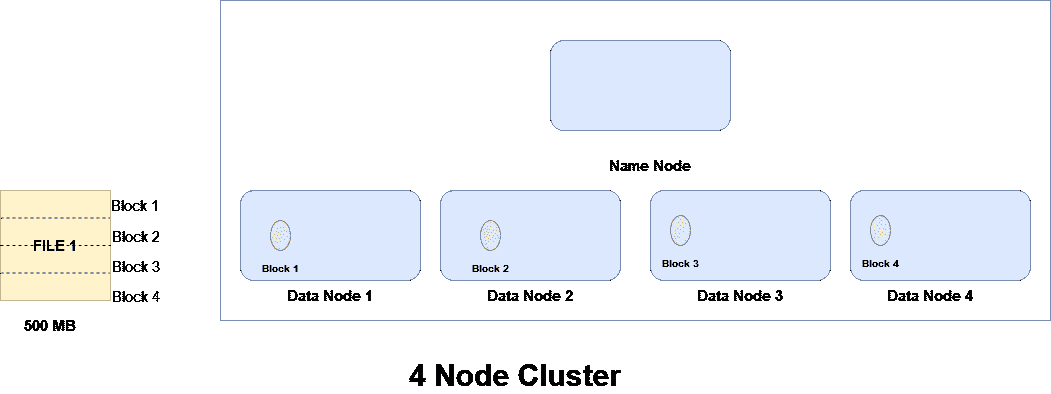 Name Node
Block 1
Block 2
FILE 1
Block 3
Block 4
500 MB
Block 1
Data Node 1
Block 2
Data Node 2
Block 3
Data Node 3
Block 4
Data Node 4
4 Node Cluster